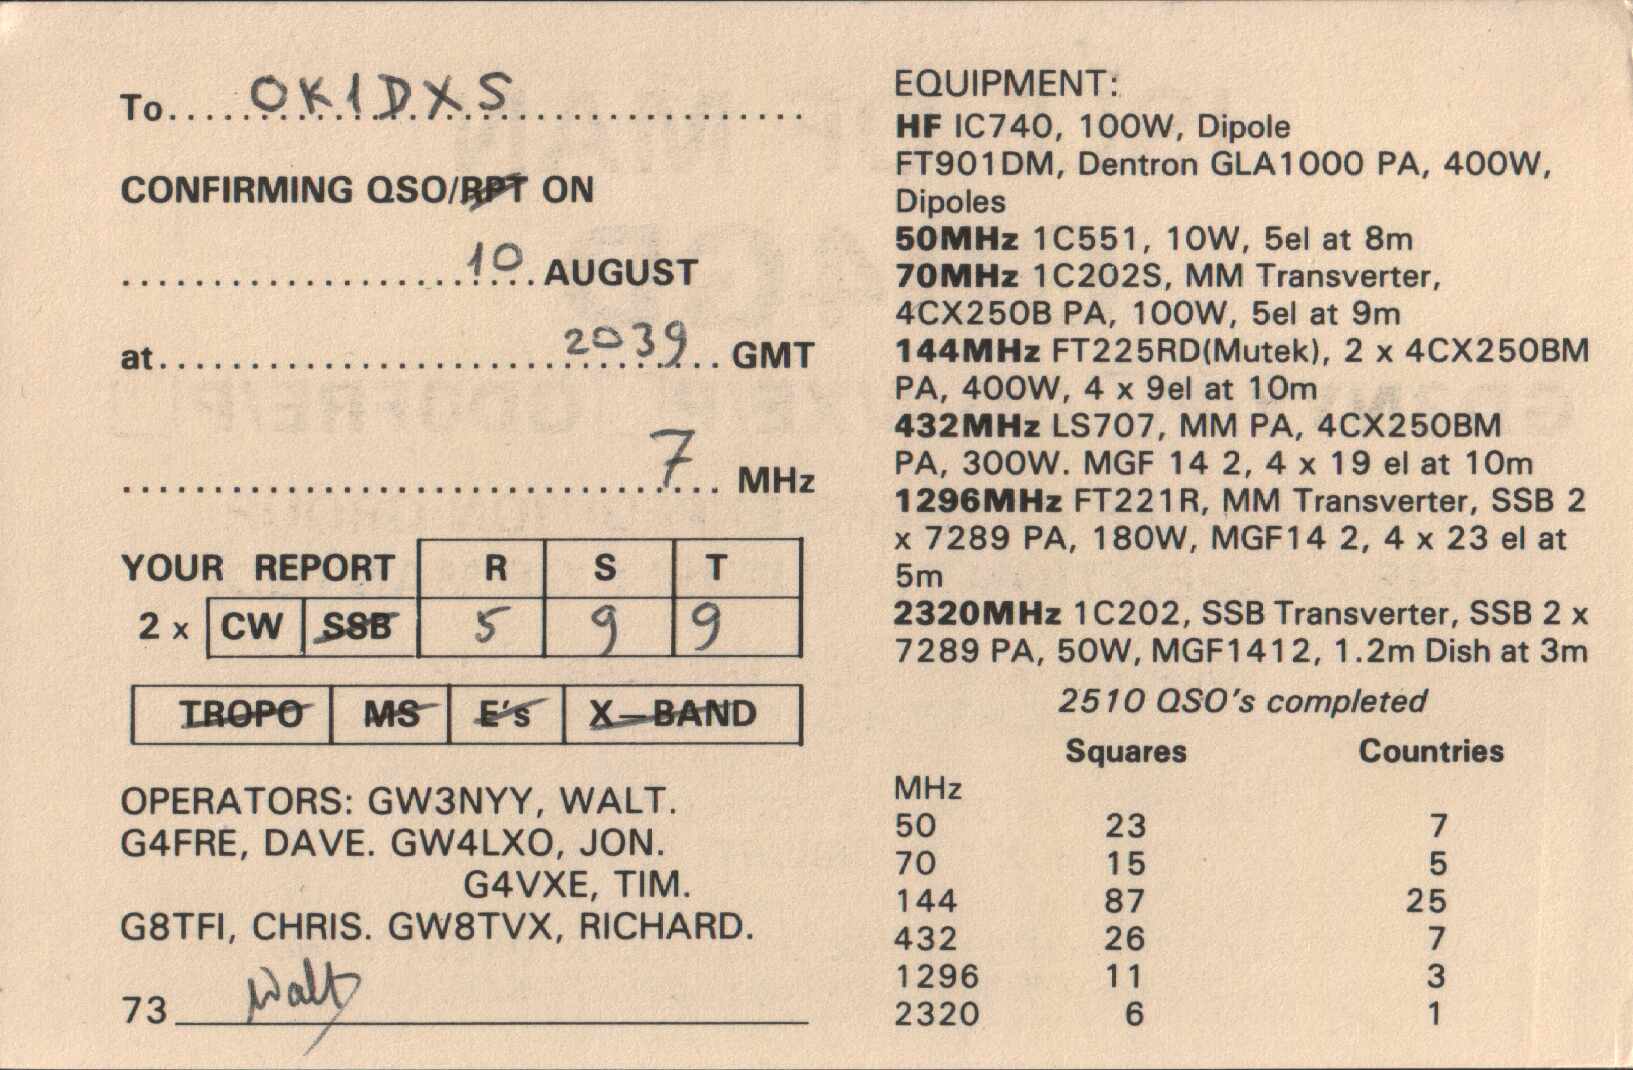 To OK1DXS
CONFIRMING QSO/RPT ON
10 AUGUST
at 2039 GMT
7 MHz
YOUR REPORT R S T
2 x CW SSB 5 9 9
TROPO MS E's X—BAND
OPERATORS: GW3NYY, WALT.
G4FRE, DAVE. GW4LXO, JON.
G4VXE, TIM.
G8TFI, CHRIS. GW8TVX, RICHARD.
73 Walt
EQUIPMENT:
HF IC740, 100W, Dipole
FT901DM, Dentron GLA1000 PA, 400W,
Dipoles
50MHz 1C551, 10W, 5el at 8m
70MHz 1C202S, MM Transverter,
4CX250B PA, 100W, 5el at 9m
144MHz FT225RD(Mutek), 2 x 4CX250BM
PA, 400W, 4 x 9el at 10m
432MHz LS707, MM PA, 4CX250BM
PA, 300W. MGF 14 2, 4 x 19 el at 10m
1296MHz FT221R, MM Transverter, SSB 2
x 7289 PA, 180W, MGF14 2, 4 x 23 el at
5m
2320MHz 1C202, SSB Transverter, SSB 2 x
7289 PA, 50W, MGF1412, 1.2m Dish at 3m
2510 QSO's completed
Squares Countries
MHz
50 23 7
70 15 5
144 87 25
432 26 7
1296 11 3
2320 6 1